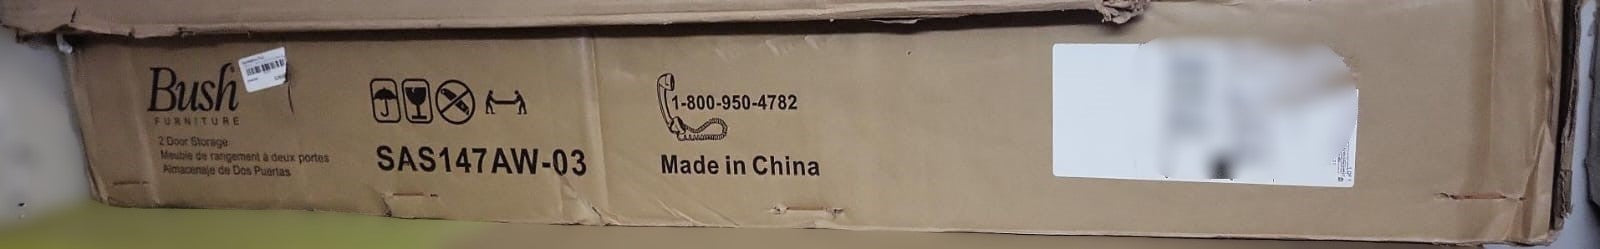 Bush
FURNITURE
2 Door Storage
Meuble de rangement à deux portes
Almacenaje de Dos Puertas
SAS147AW-03
1-800-950-4782
Made in China